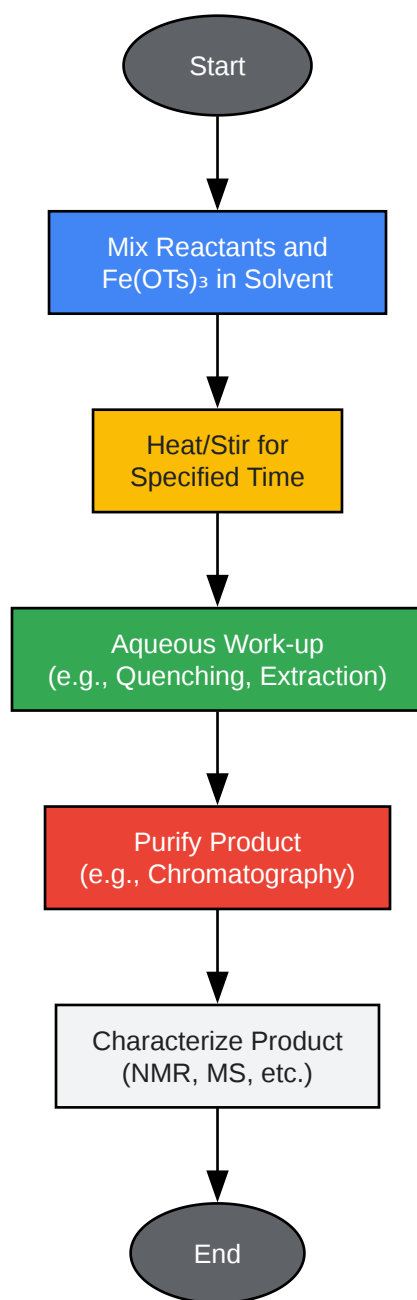 Start
Mix Reactants and
Fe(OTs)₃ in Solvent
Heat/Stir for
Specified Time
Aqueous Work-up
(e.g., Quenching, Extraction)
Purify Product
(e.g., Chromatography)
Characterize Product
(NMR, MS, etc.)
End